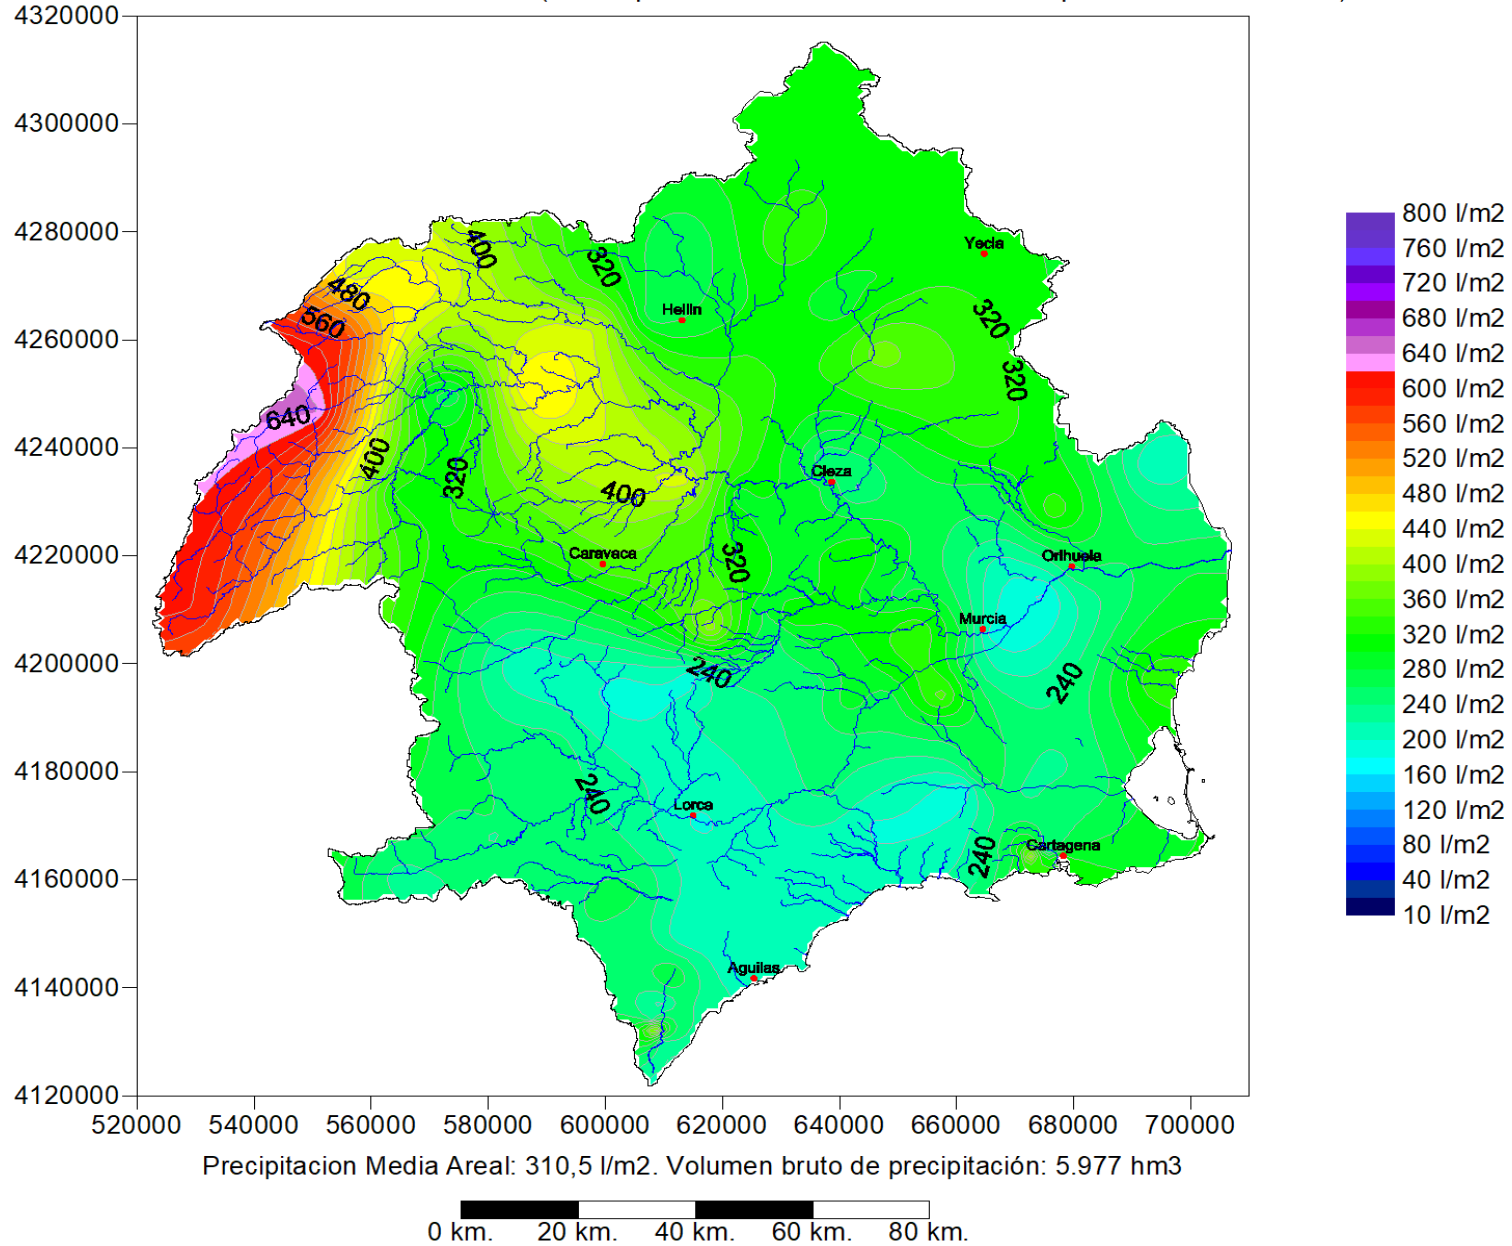 4320000
4300000
4280000
4260000
4240000
4220000
4200000
4180000
4160000
4140000
4120000
520000 540000 560000 580000 600000 620000 640000 660000 680000 700000
400
320
480
560
640
400
320
400
320
320
320
240
240
240
240
Yecla
Hellin
Cieza
Caravaca
Orihuela
Murcia
Lorca
Cartagena
Aguilas
800 l/m2
760 l/m2
720 l/m2
680 l/m2
640 l/m2
600 l/m2
560 l/m2
520 l/m2
480 l/m2
440 l/m2
400 l/m2
360 l/m2
320 l/m2
280 l/m2
240 l/m2
200 l/m2
160 l/m2
120 l/m2
80 l/m2
40 l/m2
10 l/m2
Precipitacion Media Areal: 310,5 l/m2. Volumen bruto de precipitación: 5.977 hm3
0 km. 20 km. 40 km. 60 km. 80 km.